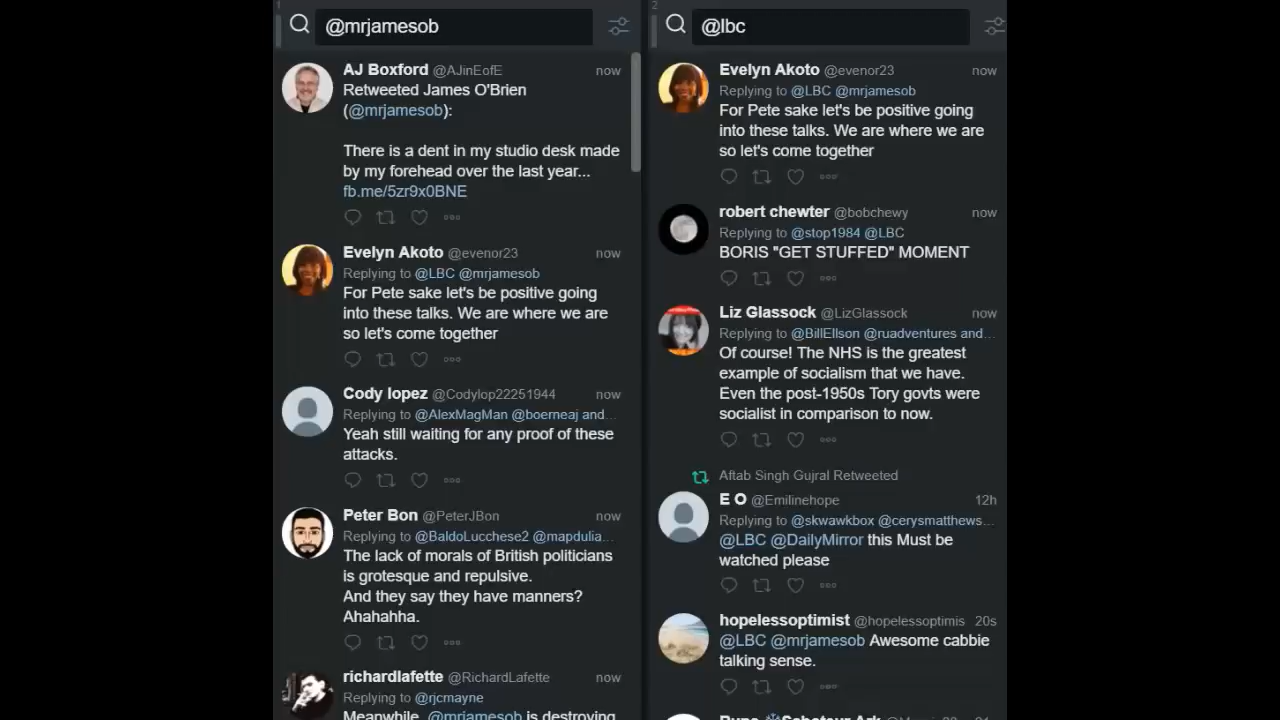 1
@mrjamesob
AJ Boxford @AJinEofE now
Retweeted James O'Brien
(@mrjamesob):
There is a dent in my studio desk made
by my forehead over the last year...
fb.me/5zr9x0BNE
Evelyn Akoto @evenor23 now
Replying to @LBC @mrjamesob
For Pete sake let's be positive going
into these talks. We are where we are
so let's come together
Cody lopez @Codylop22251944 now
Replying to @AlexMagMan @boerneaj and...
Yeah still waiting for any proof of these
attacks.
Peter Bon @PeterJBon now
Replying to @BaldoLucchese2 @mapdulia...
The lack of morals of British politicians
is grotesque and repulsive.
And they say they have manners?
Ahahahha.
richardlafette @RichardLafette now
Replying to @rjcmayne
Meanwhile, @mrjamesob is destroying
2
@lbc
Evelyn Akoto @evenor23 now
Replying to @LBC @mrjamesob
For Pete sake let's be positive going
into these talks. We are where we are
so let's come together
robert chewter @bobchewy now
Replying to @stop1984 @LBC
BORIS "GET STUFFED" MOMENT
Liz Glassock @LizGlassock now
Replying to @BillEllson @ruadventures and...
Of course! The NHS is the greatest
example of socialism that we have.
Even the post-1950s Tory govts were
socialist in comparison to now.
Aftab Singh Gujral Retweeted
E O @Emilinehope 12h
Replying to @skwawkbox @cerysmatthews...
@LBC @DailyMirror this Must be
watched please
hopelessoptimist @hopelessoptimis 20s
@LBC @mrjamesob Awesome cabbie
talking sense.